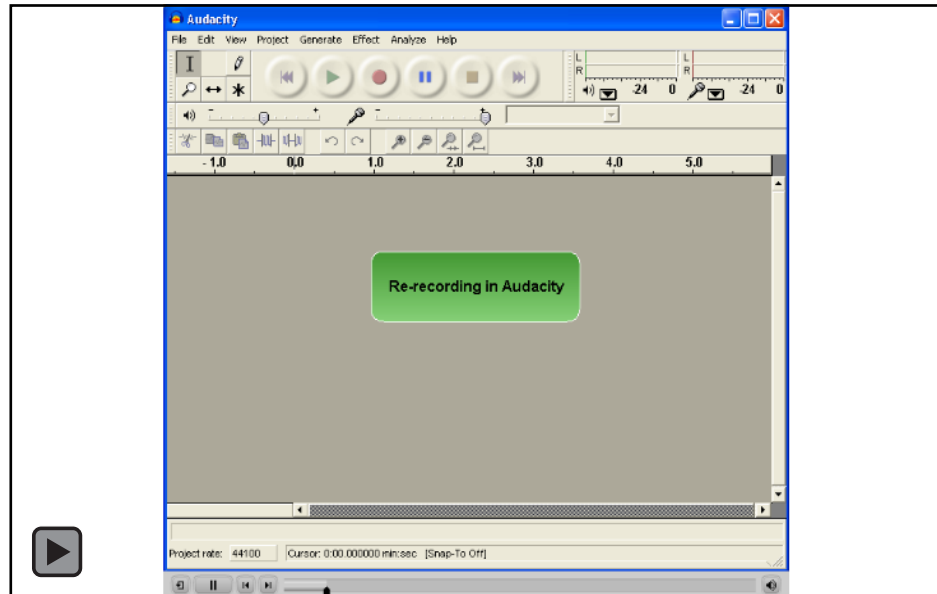 Audacity
File Edit View Project Generate Effect Analyze Help
L
R
-24 0
L
R
-24 0
- +
- +
- 1.0 0,0 1.0 2.0 3.0 4.0 5.0
Re-recording in Audacity
Project rate: 44100 Cursor: 0:00.000000 min:sec [Snap-To Off]